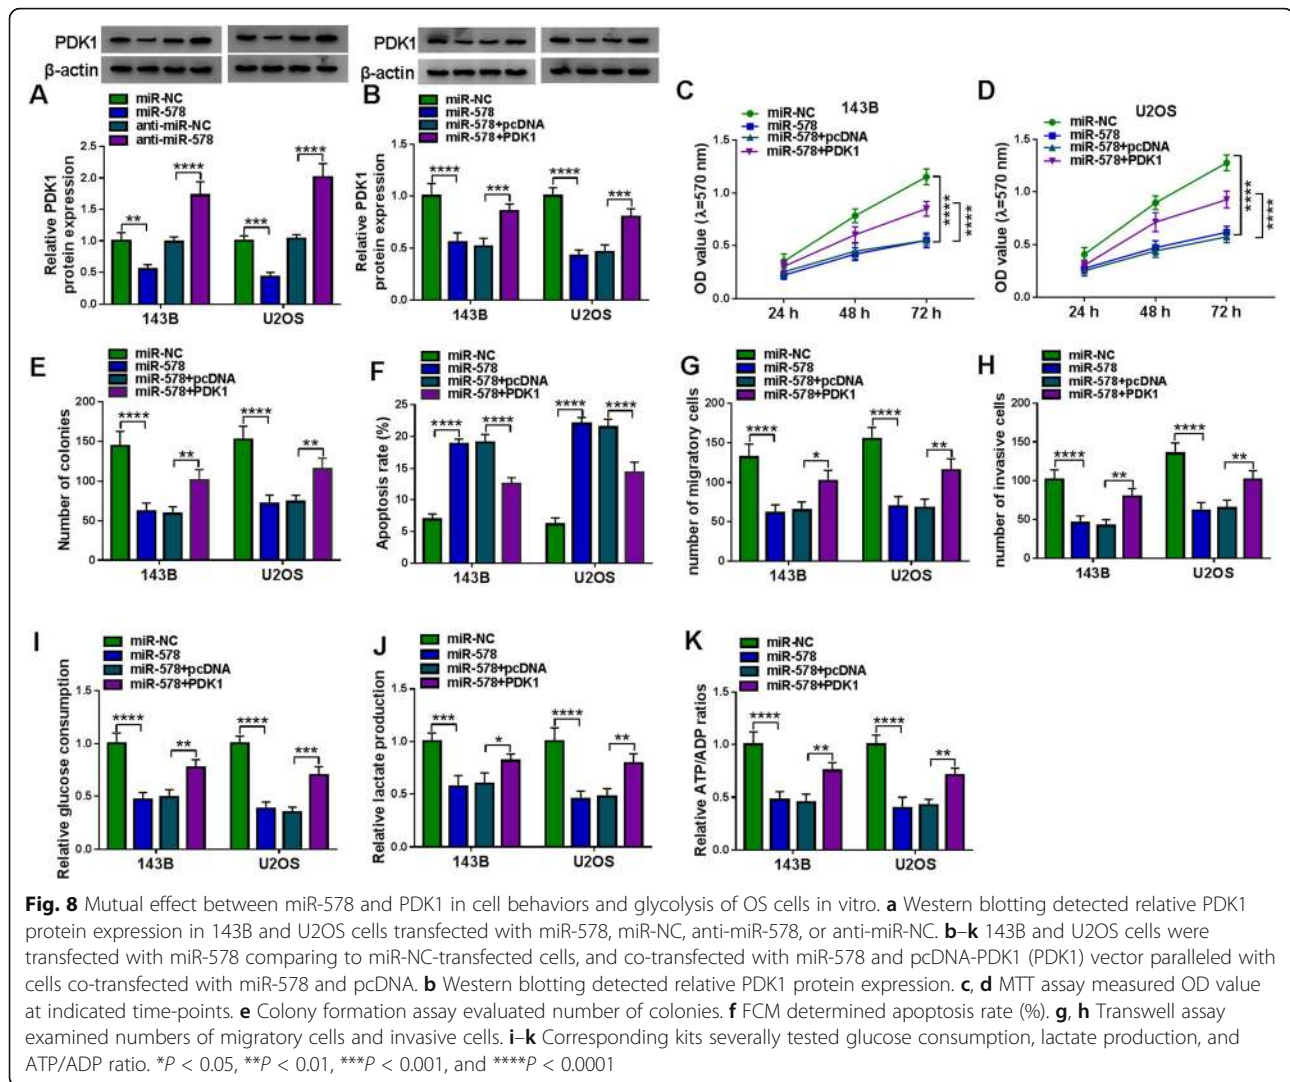 PDK1
β-actin
PDK1
β-actin
A
miR-NC
miR-578
anti-miR-NC
anti-miR-578
Relative PDK1
protein expression
2.5
2.0
1.5
1.0
0.5
0.0
**
****
***
****
143B
U2OS
B
miR-NC
miR-578
miR-578+pcDNA
miR-578+PDK1
Relative PDK1
protein expression
1.5
1.0
0.5
0.0
****
***
****
***
143B
U2OS
C
143B
miR-NC
miR-578
miR-578+pcDNA
miR-578+PDK1
OD value (λ=570 nm)
1.5
1.0
0.5
0.0
****
****
24 h
48 h
72 h
D
U2OS
miR-NC
miR-578
miR-578+pcDNA
miR-578+PDK1
OD value (λ=570 nm)
1.5
1.0
0.5
0.0
****
****
24 h
48 h
72 h
E
miR-NC
miR-578
miR-578+pcDNA
miR-578+PDK1
Number of colonies
200
150
100
50
0
****
**
****
**
143B
U2OS
F
miR-NC
miR-578
miR-578+pcDNA
miR-578+PDK1
Apoptosis rate (%)
25
20
15
10
5
0
****
****
****
****
143B
U2OS
G
miR-NC
miR-578
miR-578+pcDNA
miR-578+PDK1
number of migratory cells
200
150
100
50
0
****
*
****
**
143B
U2OS
H
miR-NC
miR-578
miR-578+pcDNA
miR-578+PDK1
number of invasive cells
200
150
100
50
0
****
**
****
**
143B
U2OS
I
miR-NC
miR-578
miR-578+pcDNA
miR-578+PDK1
Relative glucose consumption
1.5
1.0
0.5
0.0
****
**
****
***
143B
U2OS
J
miR-NC
miR-578
miR-578+pcDNA
miR-578+PDK1
Relative lactate production
1.5
1.0
0.5
0.0
***
*
****
**
143B
U2OS
K
miR-NC
miR-578
miR-578+pcDNA
miR-578+PDK1
Relative ATP/ADP ratios
1.5
1.0
0.5
0.0
****
**
****
**
143B
U2OS
Fig. 8 Mutual effect between miR-578 and PDK1 in cell behaviors and glycolysis of OS cells in vitro. a Western blotting detected relative PDK1
protein expression in 143B and U2OS cells transfected with miR-578, miR-NC, anti-miR-578, or anti-miR-NC. b–k 143B and U2OS cells were
transfected with miR-578 comparing to miR-NC-transfected cells, and co-transfected with miR-578 and pcDNA-PDK1 (PDK1) vector paralleled with
cells co-transfected with miR-578 and pcDNA. b Western blotting detected relative PDK1 protein expression. c, d MTT assay measured OD value
at indicated time-points. e Colony formation assay evaluated number of colonies. f FCM determined apoptosis rate (%). g, h Transwell assay
examined numbers of migratory cells and invasive cells. i–k Corresponding kits severally tested glucose consumption, lactate production, and
ATP/ADP ratio. *P < 0.05, **P < 0.01, ***P < 0.001, and ****P < 0.0001